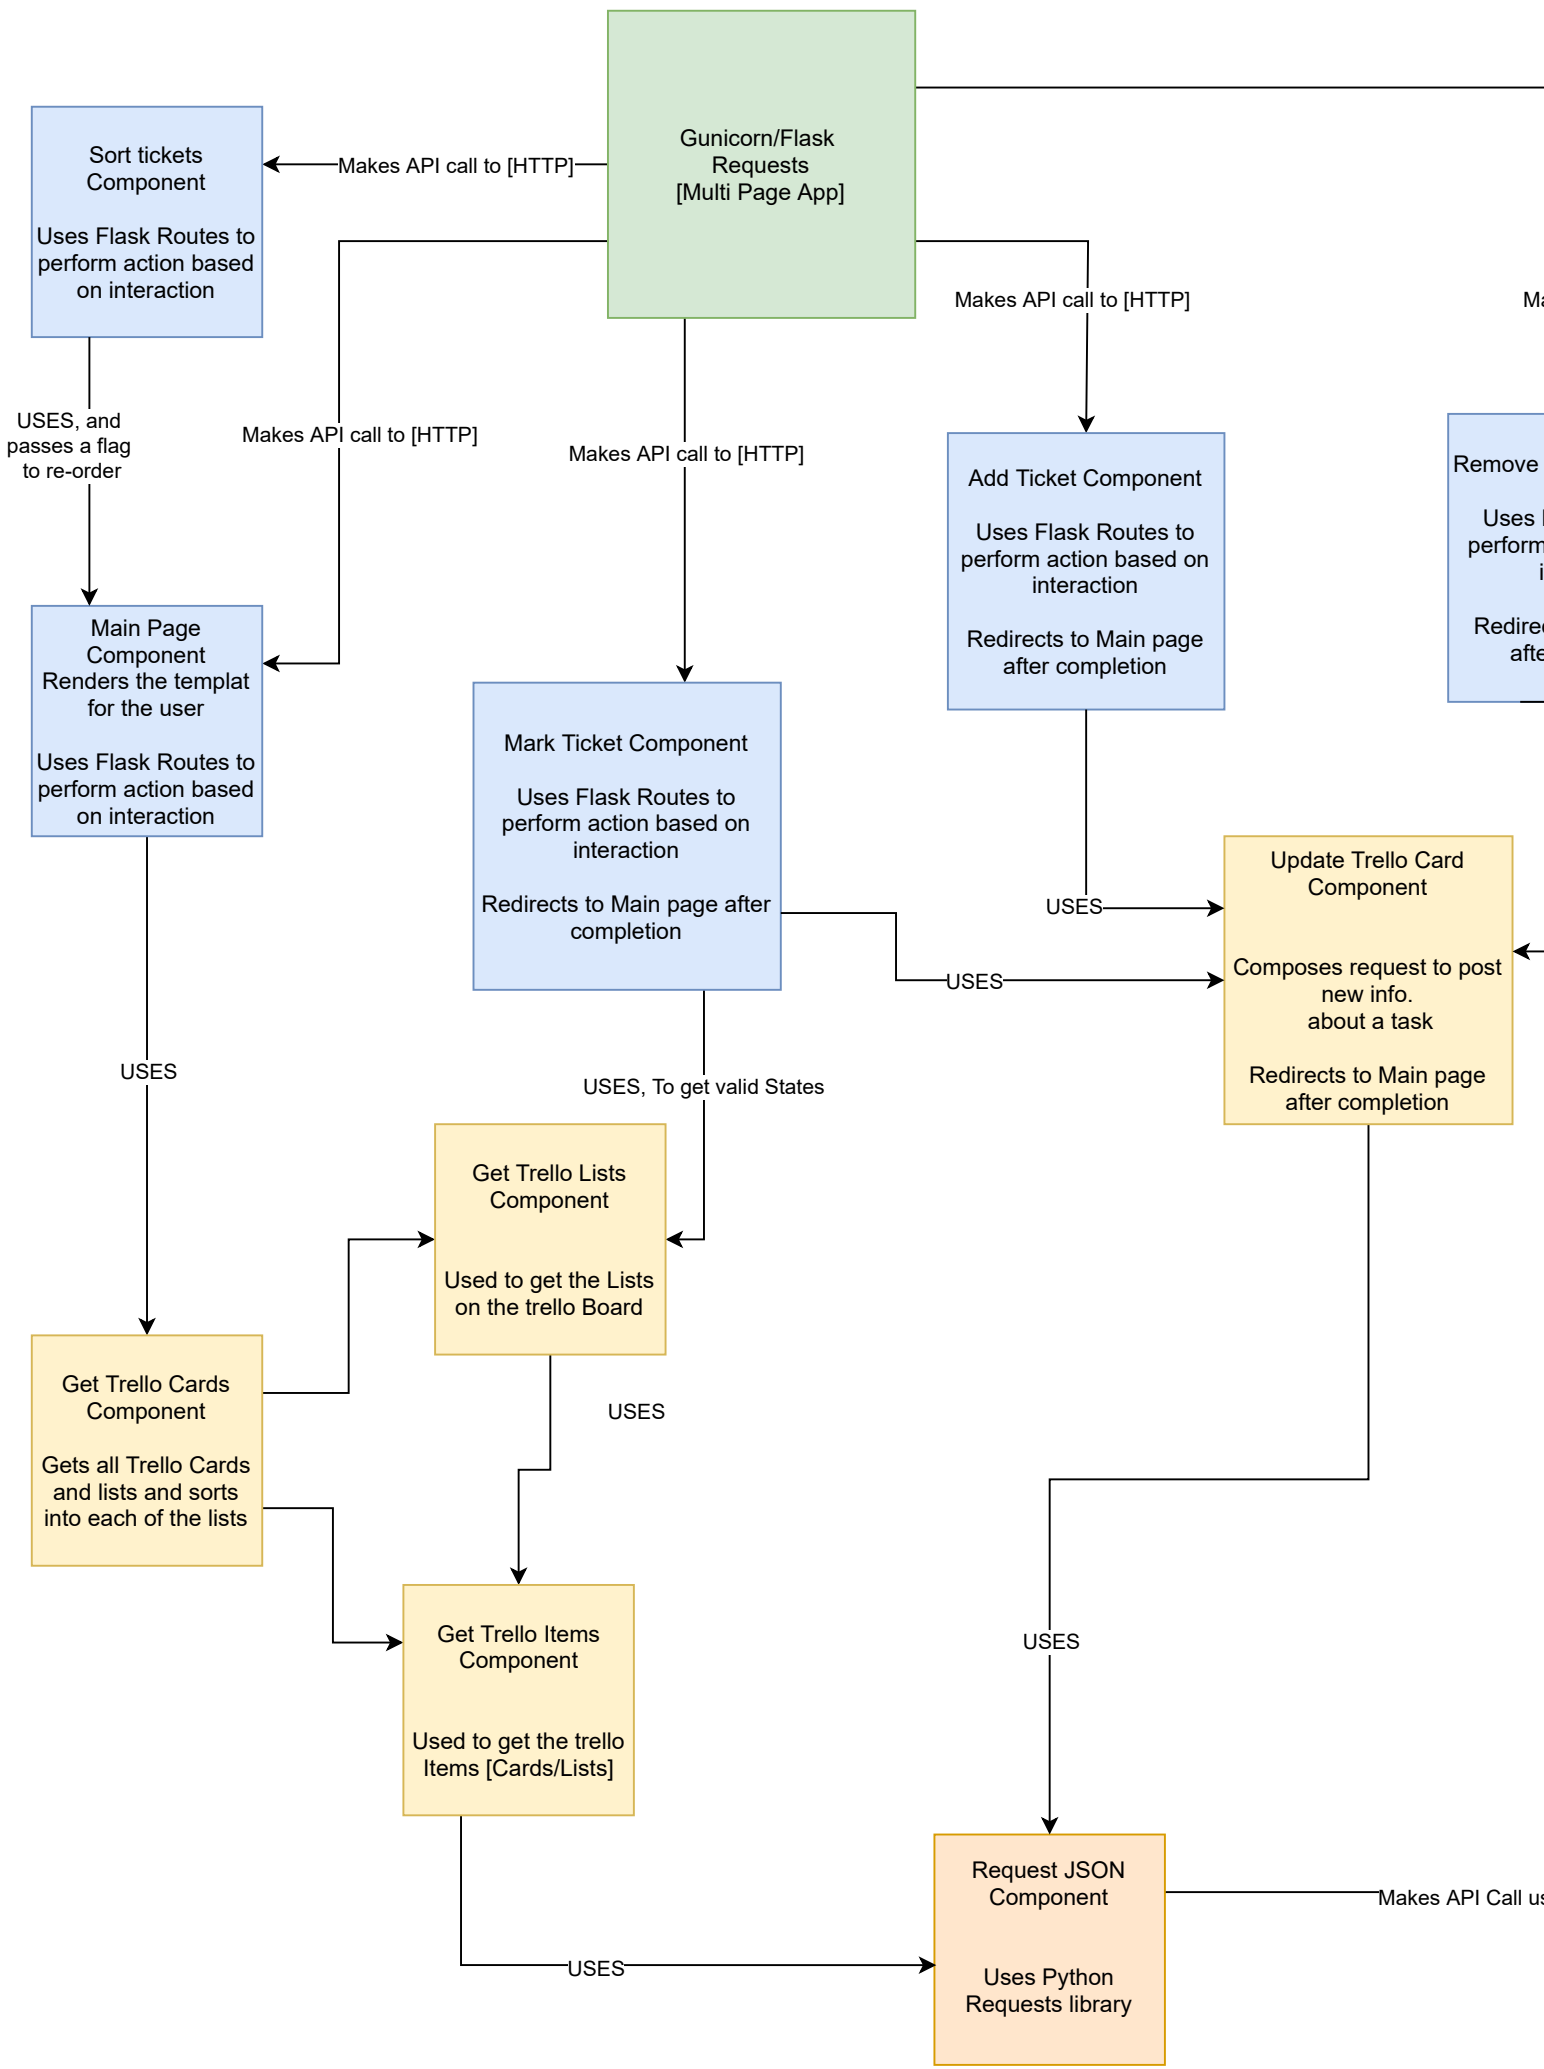 Gunicorn/Flask
Requests
[Multi Page App]
Sort tickets
Component
Uses Flask Routes to
perform action based
on interaction
Makes API call to [HTTP]
Makes API call to [HTTP]
Makes API call to [HTTP]
Makes API call to [HTTP]
USES, and
passes a flag
to re-order
Main Page
Component
Renders the templat
for the user
Uses Flask Routes to
perform action based
on interaction
Mark Ticket Component
Uses Flask Routes to
perform action based on
interaction
Redirects to Main page after
completion
Add Ticket Component
Uses Flask Routes to
perform action based on
interaction
Redirects to Main page
after completion
Remove
Uses
perform
USES
USES
Update Trello Card
Component
Composes request to post
new info.
about a task
Redirects to Main page
after completion
USES
USES, To get valid States
Get Trello Lists
Component
Used to get the Lists
on the trello Board
USES
Get Trello Cards
Component
Gets all Trello Cards
and lists and sorts
into each of the lists
Get Trello Items
Component
Used to get the trello
Items [Cards/Lists]
USES
USES
Request JSON
Component
Uses Python
Requests library
Makes API Call